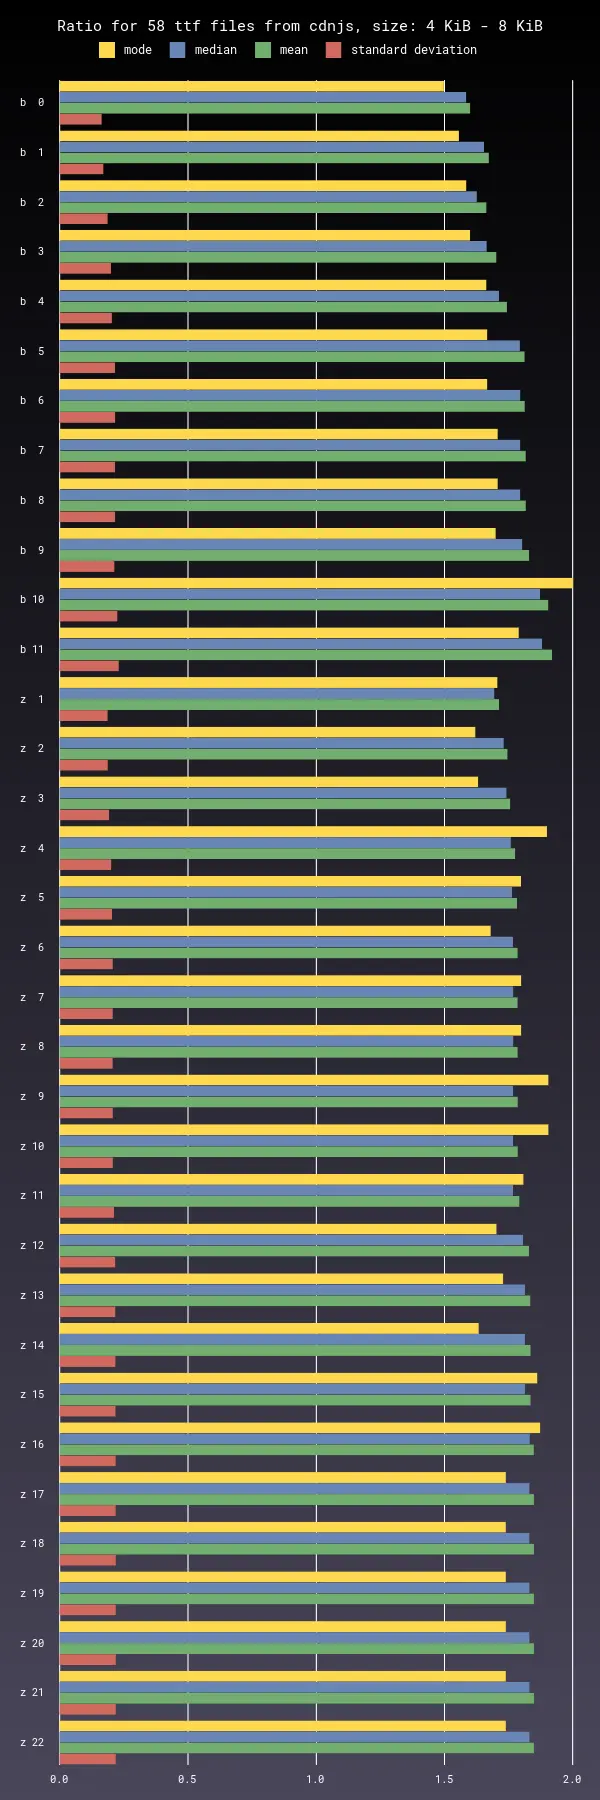 Ratio for 58 ttf files from cdnjs, size: 4 KiB - 8 KiB
mode median mean standard deviation
b 0
b 1
b 2
b 3
b 4
b 5
b 6
b 7
b 8
b 9
b 10
b 11
z 1
z 2
z 3
z 4
z 5
z 6
z 7
z 8
z 9
z 10
z 11
z 12
z 13
z 14
z 15
z 16
z 17
z 18
z 19
z 20
z 21
z 22
0.0 0.5 1.0 1.5 2.0